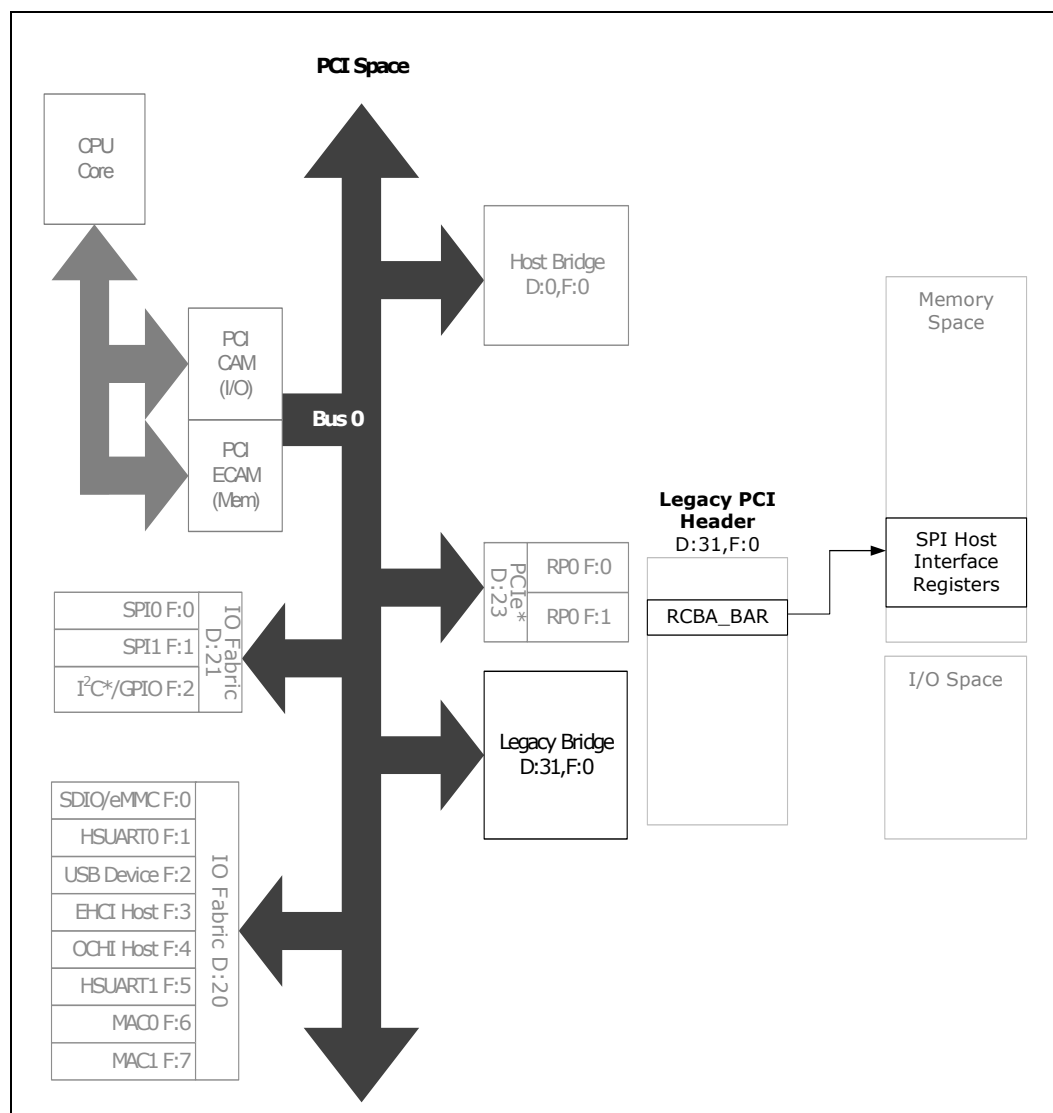 PCI Space
CPU
Core
Host Bridge
D:0,F:0
Memory
Space
PCI
CAM
(I/O)
Bus 0
PCI
ECAM
(Mem)
Legacy PCI
Header
D:31,F:0
SPI Host
Interface
Registers
PCIe*
D:23
RP0 F:0
RP0 F:1
RCBA_BAR
SPI0 F:0
SPI1 F:1
I²C*/GPIO F:2
IO Fabric
D:21
I/O Space
Legacy Bridge
D:31,F:0
SDIO/eMMC F:0
HSUART0 F:1
USB Device F:2
EHCI Host F:3
OCHI Host F:4
HSUART1 F:5
MAC0 F:6
MAC1 F:7
IO Fabric D:20